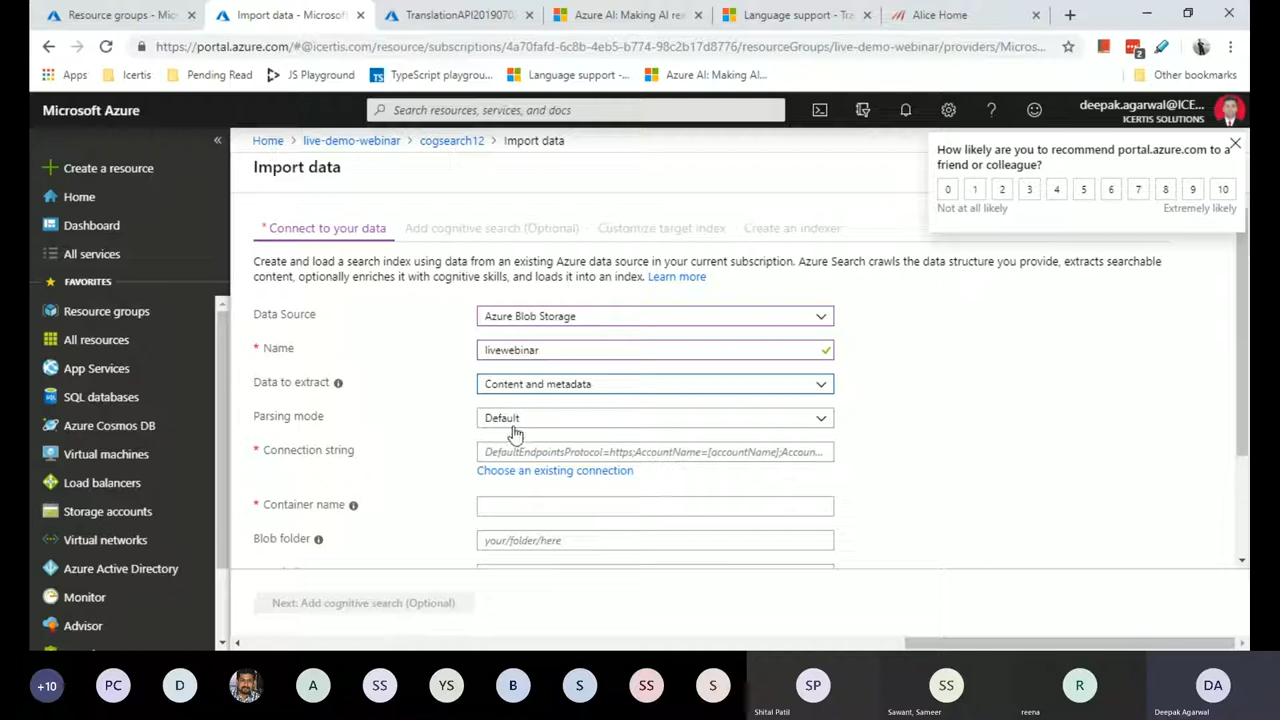 Resource groups - Mic
Import data - Microsof
TranslationAPI2019070
Azure AI: Making AI re
Language support - Tra
Alice Home
https://portal.azure.com/#@icertis.com/resource/subscriptions/4a70fafd-6c8b-4eb5-b774-98c2b17d8776/resourceGroups/live-demo-webinar/providers/Micros...
2
Apps
Icertis
Pending Read
JS Playground
TS
TypeScript playgrou...
Language support -...
Azure AI: Making AI...
Other bookmarks
Microsoft Azure
Search resources, services, and docs
deepak.agarwal@ICE...
ICERTIS SOLUTIONS
Create a resource
Home
Dashboard
All services
FAVORITES
Resource groups
All resources
App Services
SQL databases
Azure Cosmos DB
Virtual machines
Load balancers
Storage accounts
Virtual networks
Azure Active Directory
Monitor
Advisor
Home > live-demo-webinar > cogsearch12 > Import data
Import data
How likely are you to recommend portal.azure.com to a
friend or colleague?
0 1 2 3 4 5 6 7 8 9 10
Not at all likely Extremely likely
* Connect to your data Add cognitive search (Optional) Customize target index Create an indexer
Create and load a search index using data from an existing Azure data source in your current subscription. Azure Search crawls the data structure you provide, extracts searchable
content, optionally enriches it with cognitive skills, and loads it into an index. Learn more
Data Source Azure Blob Storage
* Name livewebinar
Data to extract Content and metadata
Parsing mode Default
* Connection string DefaultEndpointsProtocol=https;AccountName=[accountName];Accoun...
Choose an existing connection
* Container name
Blob folder your/folder/here
Next: Add cognitive search (Optional)
+10 PC D A SS YS B S SS S SP SS R DA
Shital Patil Sawant, Sameer reena Deepak Agarwal